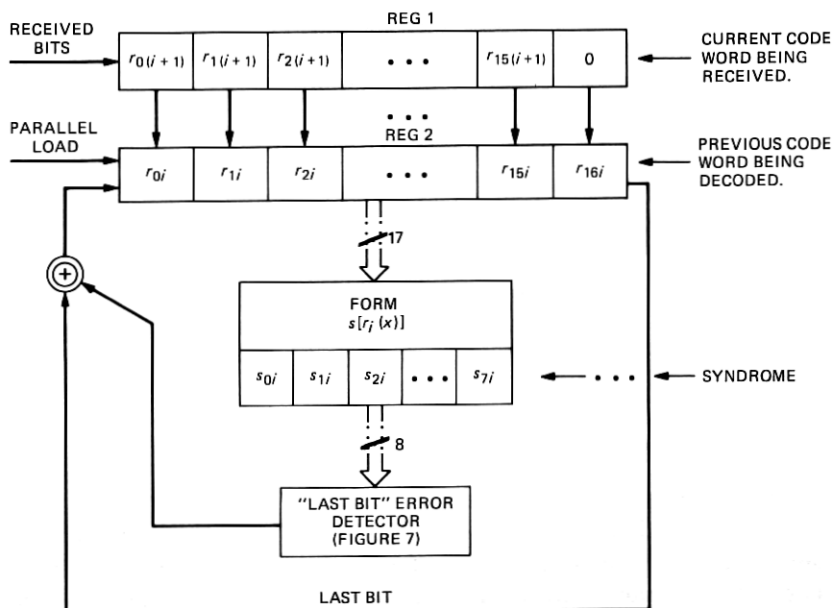 REG 1
RECEIVED
BITS
r0(i + 1) r1(i+1) r2(i+1) • • • r15(i+1) 0
CURRENT CODE
WORD BEING
RECEIVED.
• • •
PARALLEL
LOAD
REG 2
r0i r1i r2i • • • r15i r16i
PREVIOUS CODE
WORD BEING
DECODED.
17
+
FORM
s[ri (x)]
s0i s1i s2i • • • s7i
• • •
SYNDROME
8
"LAST BIT" ERROR
DETECTOR
(FIGURE 7)
LAST BIT